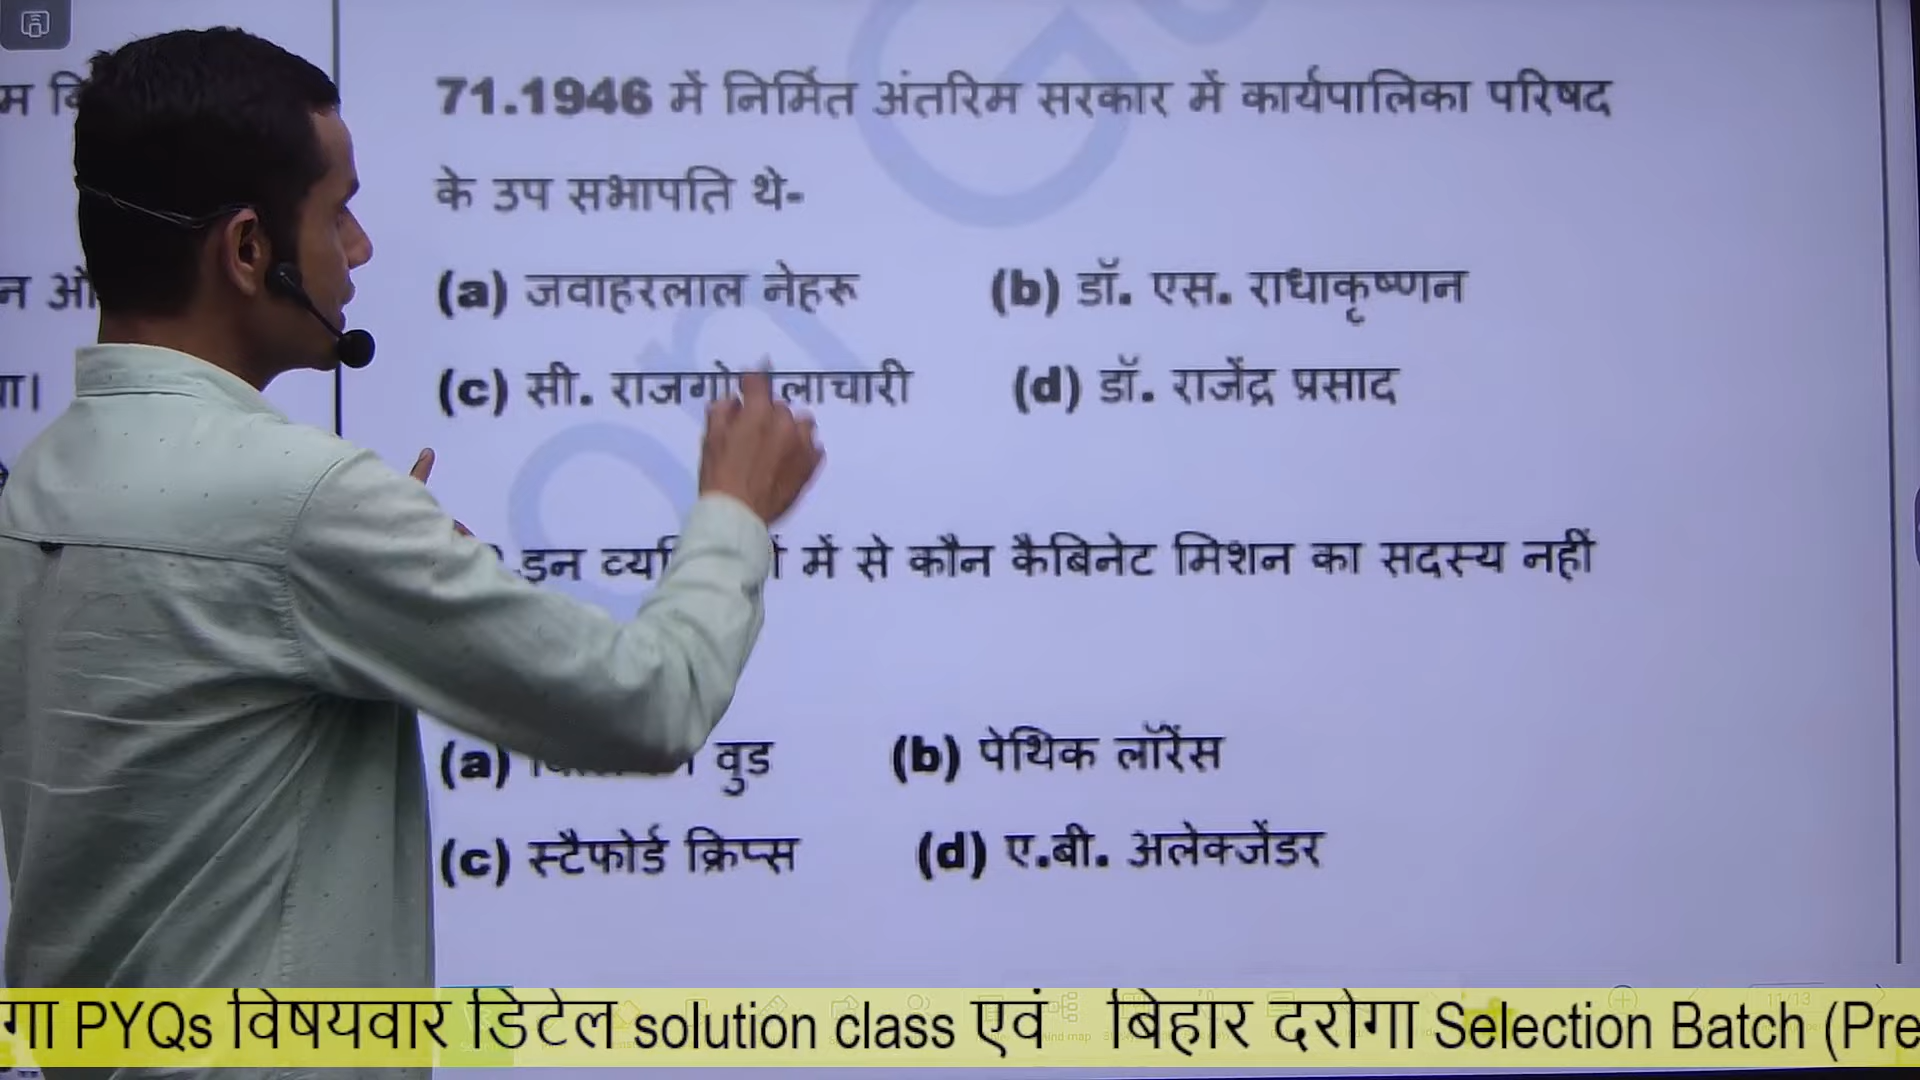 71.1946 में निर्मित अंतरिम सरकार में कार्यपालिका परिषद
के उप सभापति थे-
(a) जवाहरलाल नेहरू (b) डॉ. एस. राधाकृष्णन
(c) सी. (d) डॉ. राजेंद्र प्रसाद
इन में से कौन कैबिनेट मिशन का सदस्य नहीं
(a) वुड (b) पेथिक लॉरेंस
(c) स्टैफोर्ड क्रिप्स (d) ए.बी. अलेक्जेंडर
गा PYQs विषयवार डिटेल solution class एवं बिहार दरोगा Selection Batch (Pre